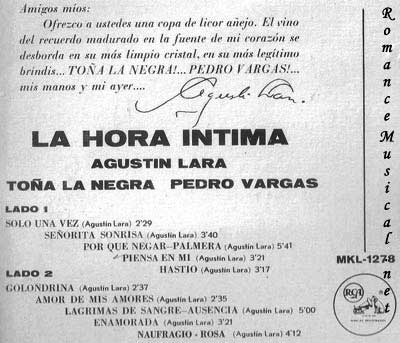 Amigos míos:
Ofrezco a ustedes una copa de licor añejo. El vino
del recuerdo madurado en la fuente de mi corazón se
desborda en su más limpio cristal, en su más legítimo
brindis... TOÑA LA NEGRA!... PEDRO VARGAS!...
mis manos y mi ayer....
Agustín Lara
LA HORA INTIMA
AGUSTIN LARA
TOÑA LA NEGRA PEDRO VARGAS
LADO 1
SOLO UNA VEZ (Agustín Lara) 2'29
SEÑORITA SONRISA (Agustín Lara) 3'40
POR QUE NEGAR-PALMERA (Agustín Lara) 5'41
PIENSA EN MI (Agustín Lara) 3'21
HASTIO (Agustín Lara) 3'17
LADO 2
GOLONDRINA (Agustín Lara) 2'37
AMOR DE MIS AMORES (Agustín Lara) 2'35
LAGRIMAS DE SANGRE-AUSENCIA (Agustín Lara) 5'00
ENAMORADA (Agustín Lara) 3'21
NAUFRAGIO - ROSA (Agustín Lara) 4'12
MKL-1278
RCA
RomanceMusical.net